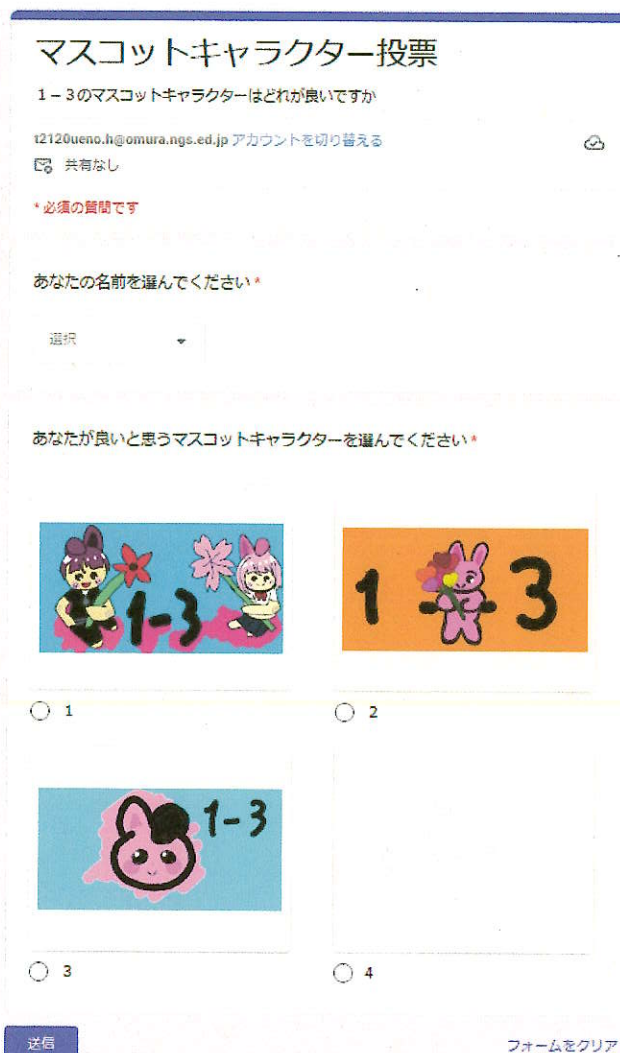 マスコットキャラクター投票
1-3のマスコットキャラクターはどれが良いですか
t2120ueno.h@omura.ngs.ed.jp アカウントを切り替える
共有なし
* 必須の質問です
あなたの名前を選んでください *
選択
あなたが良いと思うマスコットキャラクターを選んでください *
1-3
1 3
1
2
1-3
3
4
送信
フォームをクリア